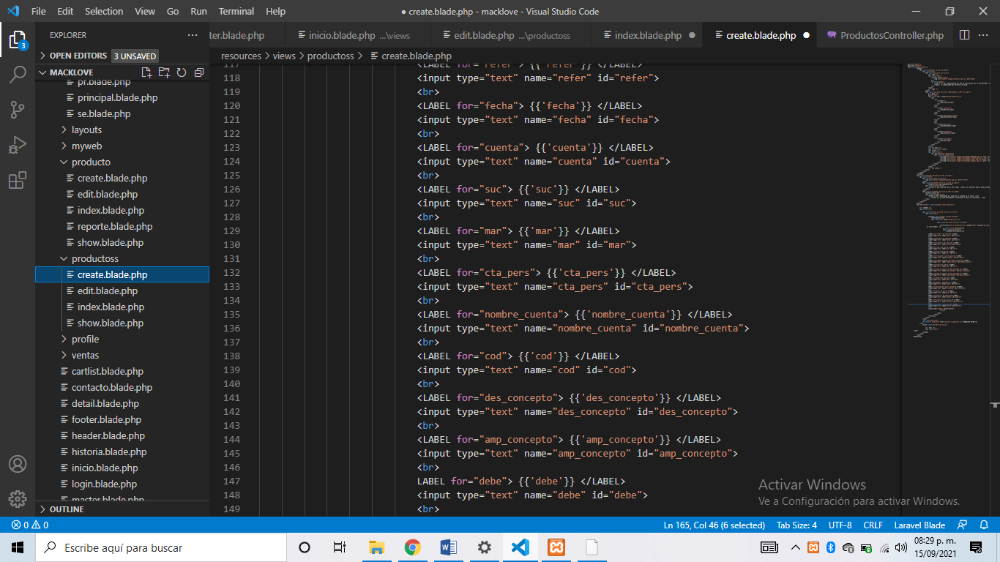 File Edit Selection View Go Run Terminal Help
● create.blade.php - macklove - Visual Studio Code
EXPLORER
ter.blade.php
inicio.blade.php ...\views
edit.blade.php ...\productoss
index.blade.php
create.blade.php
ProductosController.php
3
OPEN EDITORS 3 UNSAVED
MACKLOVE
pr.blade.php
principal.blade.php
se.blade.php
layouts
myweb
producto
create.blade.php
edit.blade.php
index.blade.php
reporte.blade.php
show.blade.php
productoss
create.blade.php
edit.blade.php
index.blade.php
show.blade.php
profile
ventas
cartlist.blade.php
contacto.blade.php
detail.blade.php
footer.blade.php
header.blade.php
historia.blade.php
inicio.blade.php
login.blade.php
master.blade.php
OUTLINE
resources > views > productoss > create.blade.php
117 <LABEL for="refer"> {{'refer'}} </LABEL>
118 <input type="text" name="refer" id="refer">
119 <br>
120 <LABEL for="fecha"> {{'fecha'}} </LABEL>
121 <input type="text" name="fecha" id="fecha">
122 <br>
123 <LABEL for="cuenta"> {{'cuenta'}} </LABEL>
124 <input type="text" name="cuenta" id="cuenta">
125 <br>
126 <LABEL for="suc"> {{'suc'}} </LABEL>
127 <input type="text" name="suc" id="suc">
128 <br>
129 <LABEL for="mar"> {{'mar'}} </LABEL>
130 <input type="text" name="mar" id="mar">
131 <br>
132 <LABEL for="cta_pers"> {{'cta_pers'}} </LABEL>
133 <input type="text" name="cta_pers" id="cta_pers">
134 <br>
135 <LABEL for="nombre_cuenta"> {{'nombre_cuenta'}} </LABEL>
136 <input type="text" name="nombre_cuenta" id="nombre_cuenta">
137 <br>
138 <LABEL for="cod"> {{'cod'}} </LABEL>
139 <input type="text" name="cod" id="cod">
140 <br>
141 <LABEL for="des_concepto"> {{'des_concepto'}} </LABEL>
142 <input type="text" name="des_concepto" id="des_concepto">
143 <br>
144 <LABEL for="amp_concepto"> {{'amp_concepto'}} </LABEL>
145 <input type="text" name="amp_concepto" id="amp_concepto">
146 <br>
147 LABEL for="debe"> {{'debe'}} </LABEL>
148 <input type="text" name="debe" id="debe">
149 <br>
Activar Windows
Ve a Configuración para activar Windows.
0 0
Ln 165, Col 46 (6 selected) Tab Size: 4 UTF-8 CRLF Laravel Blade
Escribe aquí para buscar
08:29 p. m.
15/09/2021